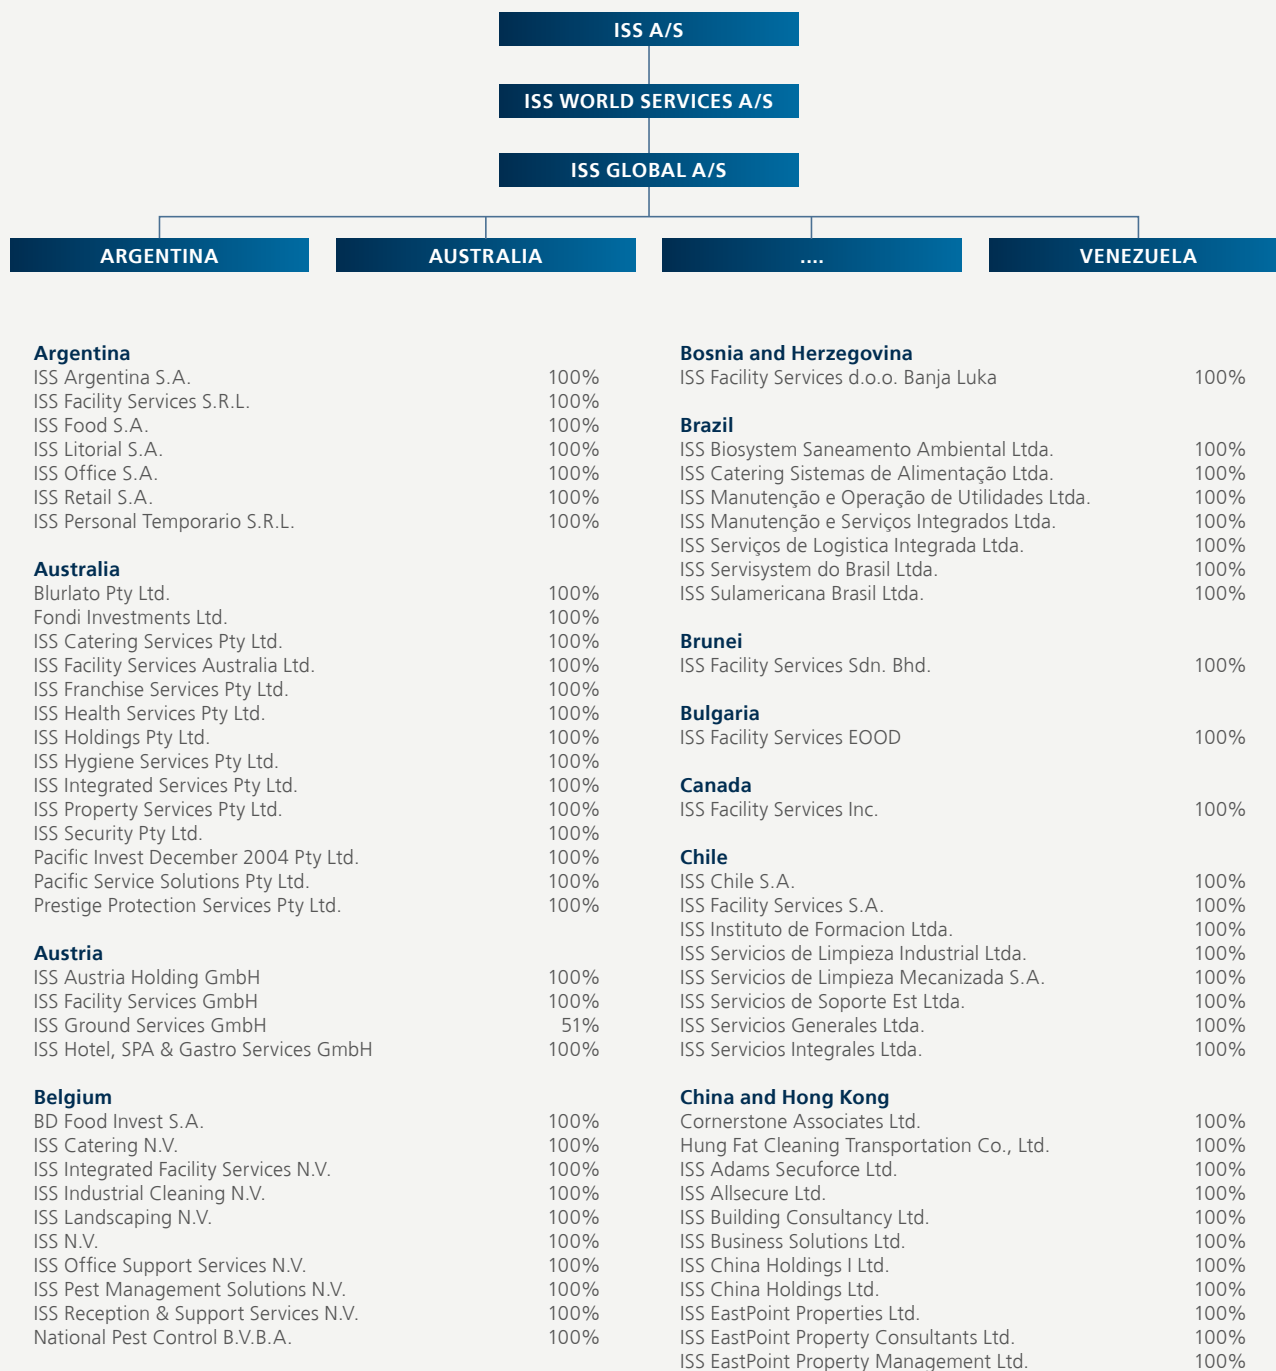 ISS A/S
ISS WORLD SERVICES A/S
ISS GLOBAL A/S
ARGENTINA
AUSTRALIA
....
VENEZUELA
Argentina
ISS Argentina S.A. 100%
ISS Facility Services S.R.L. 100%
ISS Food S.A. 100%
ISS Litorial S.A. 100%
ISS Office S.A. 100%
ISS Retail S.A. 100%
ISS Personal Temporario S.R.L. 100%
Australia
Blurlato Pty Ltd. 100%
Fondi Investments Ltd. 100%
ISS Catering Services Pty Ltd. 100%
ISS Facility Services Australia Ltd. 100%
ISS Franchise Services Pty Ltd. 100%
ISS Health Services Pty Ltd. 100%
ISS Holdings Pty Ltd. 100%
ISS Hygiene Services Pty Ltd. 100%
ISS Integrated Services Pty Ltd. 100%
ISS Property Services Pty Ltd. 100%
ISS Security Pty Ltd. 100%
Pacific Invest December 2004 Pty Ltd. 100%
Pacific Service Solutions Pty Ltd. 100%
Prestige Protection Services Pty Ltd. 100%
Austria
ISS Austria Holding GmbH 100%
ISS Facility Services GmbH 100%
ISS Ground Services GmbH 51%
ISS Hotel, SPA & Gastro Services GmbH 100%
Belgium
BD Food Invest S.A. 100%
ISS Catering N.V. 100%
ISS Integrated Facility Services N.V. 100%
ISS Industrial Cleaning N.V. 100%
ISS Landscaping N.V. 100%
ISS N.V. 100%
ISS Office Support Services N.V. 100%
ISS Pest Management Solutions N.V. 100%
ISS Reception & Support Services N.V. 100%
National Pest Control B.V.B.A. 100%
Bosnia and Herzegovina
ISS Facility Services d.o.o. Banja Luka 100%
Brazil
ISS Biosystem Saneamento Ambiental Ltda. 100%
ISS Catering Sistemas de Alimentação Ltda. 100%
ISS Manutenção e Operação de Utilidades Ltda. 100%
ISS Manutenção e Serviços Integrados Ltda. 100%
ISS Serviços de Logistica Integrada Ltda. 100%
ISS Servisystem do Brasil Ltda. 100%
ISS Sulamericana Brasil Ltda. 100%
Brunei
ISS Facility Services Sdn. Bhd. 100%
Bulgaria
ISS Facility Services EOOD 100%
Canada
ISS Facility Services Inc. 100%
Chile
ISS Chile S.A. 100%
ISS Facility Services S.A. 100%
ISS Instituto de Formacion Ltda. 100%
ISS Servicios de Limpieza Industrial Ltda. 100%
ISS Servicios de Limpieza Mecanizada S.A. 100%
ISS Servicios de Soporte Est Ltda. 100%
ISS Servicios Generales Ltda. 100%
ISS Servicios Integrales Ltda. 100%
China and Hong Kong
Cornerstone Associates Ltd. 100%
Hung Fat Cleaning Transportation Co., Ltd. 100%
ISS Adams Secuforce Ltd. 100%
ISS Allsecure Ltd. 100%
ISS Building Consultancy Ltd. 100%
ISS Business Solutions Ltd. 100%
ISS China Holdings I Ltd. 100%
ISS China Holdings Ltd. 100%
ISS EastPoint Properties Ltd. 100%
ISS EastPoint Property Consultants Ltd. 100%
ISS EastPoint Property Management Ltd. 100%